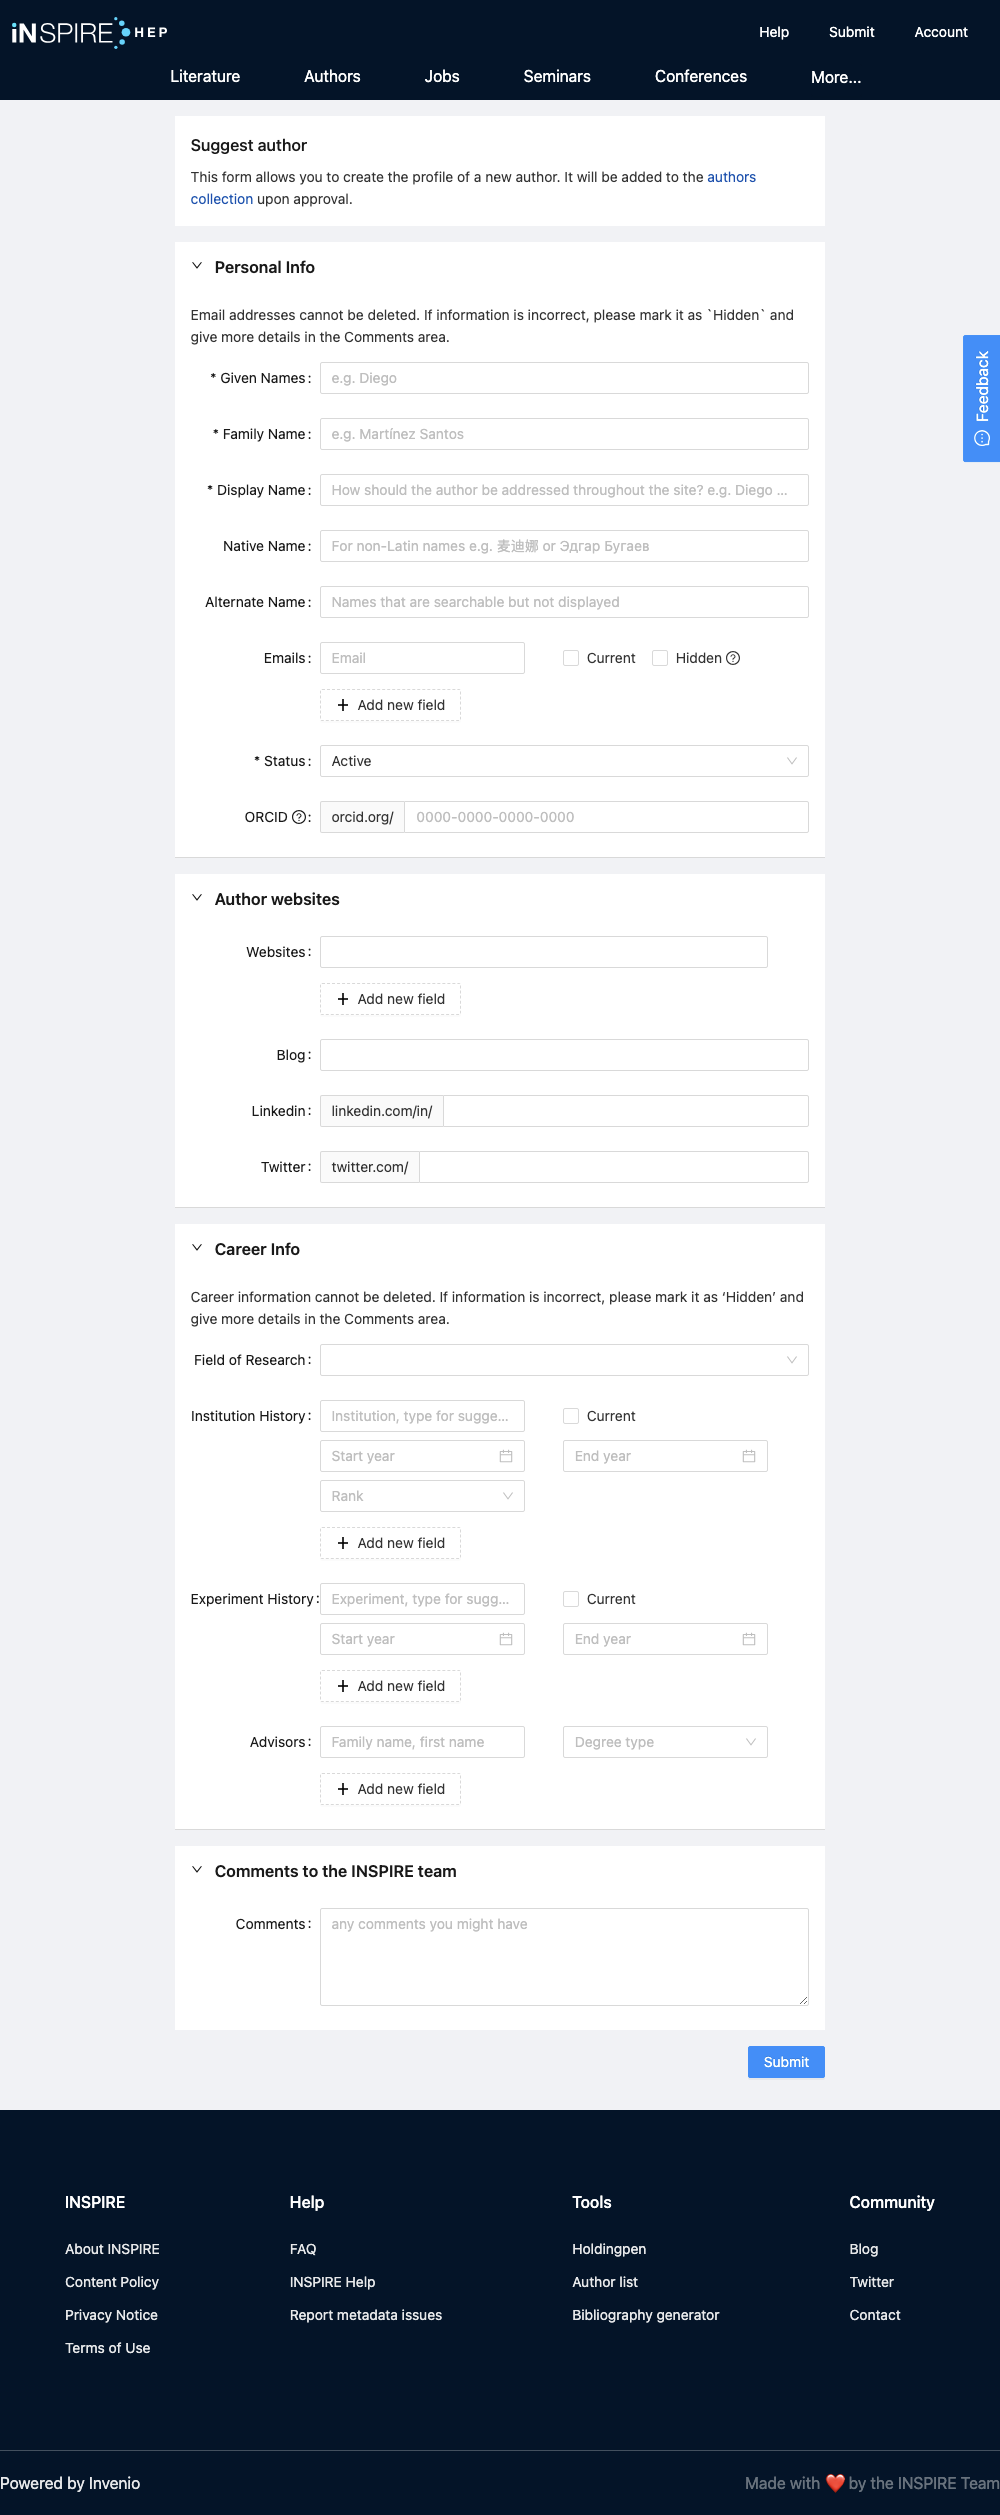 iNSPIRE HEP
Help
Submit
Account
Literature
Authors
Jobs
Seminars
Conferences
More...
Suggest author
This form allows you to create the profile of a new author. It will be added to the authors
collection upon approval.
Personal Info
Email addresses cannot be deleted. If information is incorrect, please mark it as `Hidden` and
give more details in the Comments area.
* Given Names: e.g. Diego
* Family Name: e.g. Martínez Santos
* Display Name: How should the author be addressed throughout the site? e.g. Diego ...
Native Name: For non-Latin names e.g. 麦迪娜 or Эдгар Бугаев
Alternate Name: Names that are searchable but not displayed
Emails: Email Current Hidden
Add new field
* Status: Active
ORCID : orcid.org/ 0000-0000-0000-0000
Feedback
Author websites
Websites:
Add new field
Blog:
Linkedin: linkedin.com/in/
Twitter: twitter.com/
Career Info
Career information cannot be deleted. If information is incorrect, please mark it as ‘Hidden’ and
give more details in the Comments area.
Field of Research:
Institution History: Institution, type for sugge... Current
Start year End year
Rank
Add new field
Experiment History: Experiment, type for sugg... Current
Start year End year
Add new field
Advisors: Family name, first name Degree type
Add new field
Comments to the INSPIRE team
Comments: any comments you might have
Submit
INSPIRE
About INSPIRE
Content Policy
Privacy Notice
Terms of Use
Help
FAQ
INSPIRE Help
Report metadata issues
Tools
Holdingpen
Author list
Bibliography generator
Community
Blog
Twitter
Contact
Powered by Invenio
Made with ❤️ by the INSPIRE Team